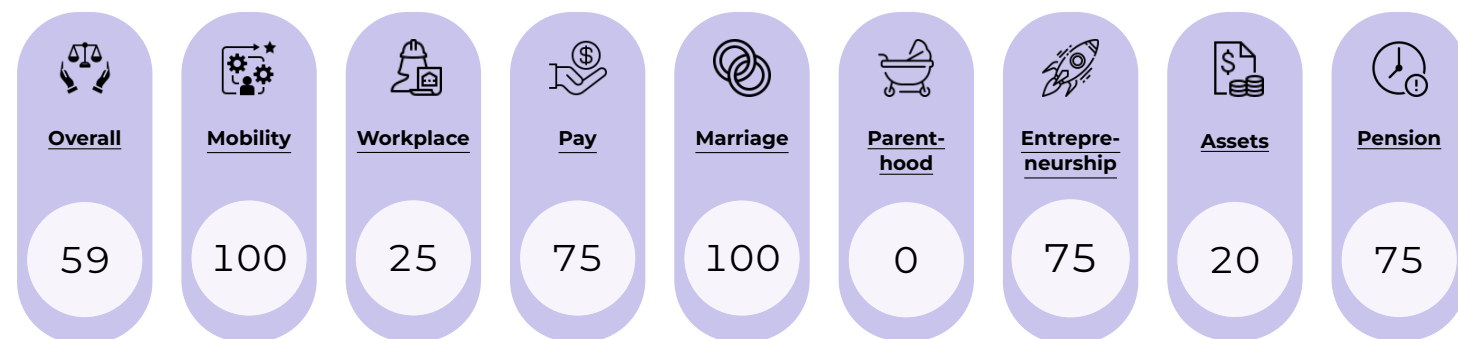 Overall
Mobility
Workplace
Pay
Marriage
Parent-
hood
Entrepre-
neurship
Assets
Pension
59
100
25
75
100
0
75
20
75